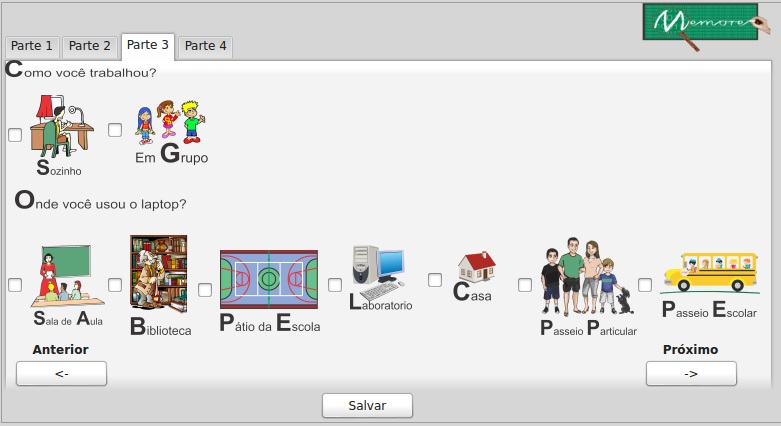 Memore
Parte 1 Parte 2 Parte 3 Parte 4
Como você trabalhou?
Sozinho Em Grupo
Onde você usou o laptop?
Sala de Aula Biblioteca Pátio da Escola Laboratorio Casa Passeio Particular Passeio Escolar
Anterior Próximo
<- ->
Salvar